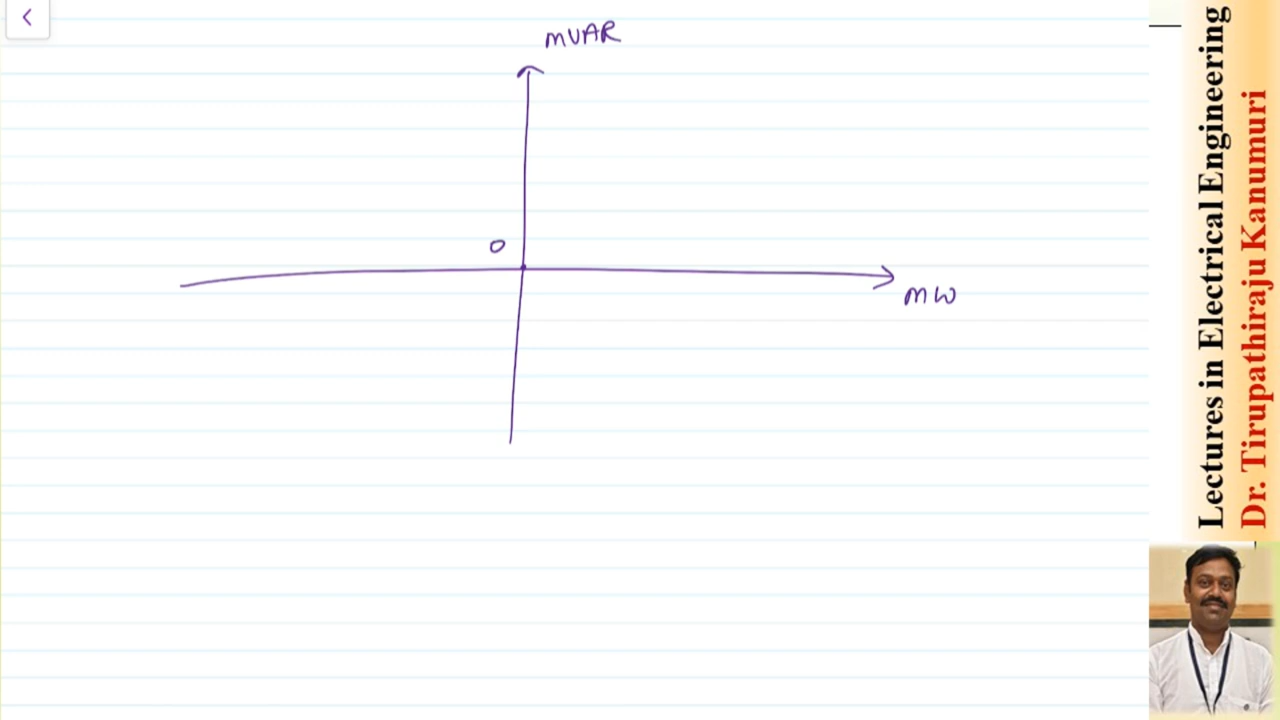 MVAR
0
MW
Lectures in Electrical Engineering
Dr. Tirupathiraju Kanumuri